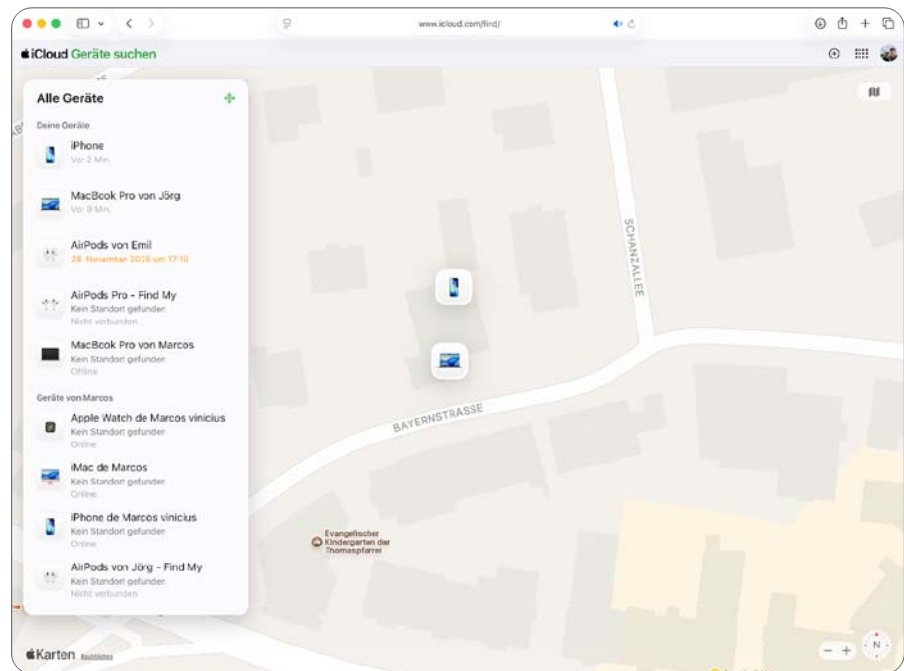 www.icloud.com/find/
iCloud Geräte suchen
Alle Geräte
Deine Geräte
iPhone
Vor 2 Min.
MacBook Pro von Jörg
Vor 9 Min.
AirPods von Emil
28. November 2025 um 17:19
AirPods Pro - Find My
Kein Standort gefunden
Nicht verbunden
MacBook Pro von Marcos
Kein Standort gefunden
Offline
Geräte von Marcos
Apple Watch de Marcos vinicius
Kein Standort gefunden
Online
iMac de Marcos
Kein Standort gefunden
Online
iPhone de Marcos vinicius
Kein Standort gefunden
Online
AirPods von Jörg - Find My
Kein Standort gefunden
Nicht verbunden
SCHANZALLEE
BAYERNSTRASSE
Evangelischer
Kindergarten der
Thomaspfarrei
Karten
Rechtliches
N